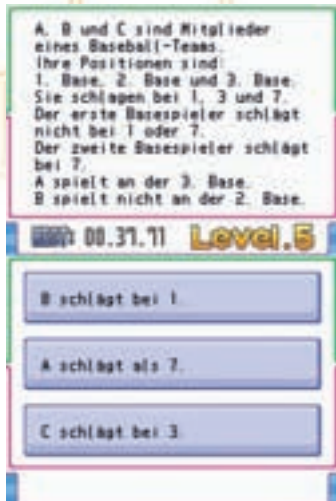 A, B und C sind Mitglieder
eines Baseball-Teams.
Ihre Positionen sind:
1. Base, 2. Base und 3. Base.
Sie schlagen bei 1, 3 und 7.
Der erste Basespieler schlägt
nicht bei 1 oder 7.
Der zweite Basespieler schlägt
bei 7.
A spielt an der 3. Base.
B spielt nicht an der 2. Base.
00.37.71 Level.5
B schlägt bei 1.
A schlägt als 7.
C schlägt bei 3.